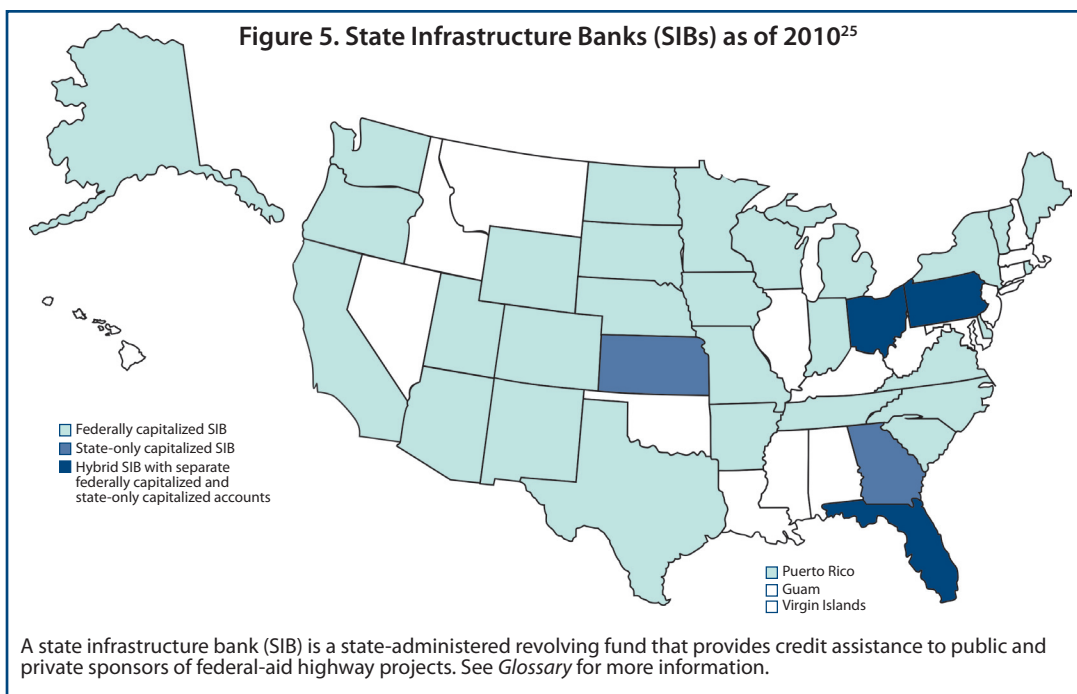 Figure 5. State Infrastructure Banks (SIBs) as of 2010²⁵
Federally capitalized SIB
State-only capitalized SIB
Hybrid SIB with separate
federally capitalized and
state-only capitalized accounts
Puerto Rico
Guam
Virgin Islands
A state infrastructure bank (SIB) is a state-administered revolving fund that provides credit assistance to public and
private sponsors of federal-aid highway projects. See Glossary for more information.